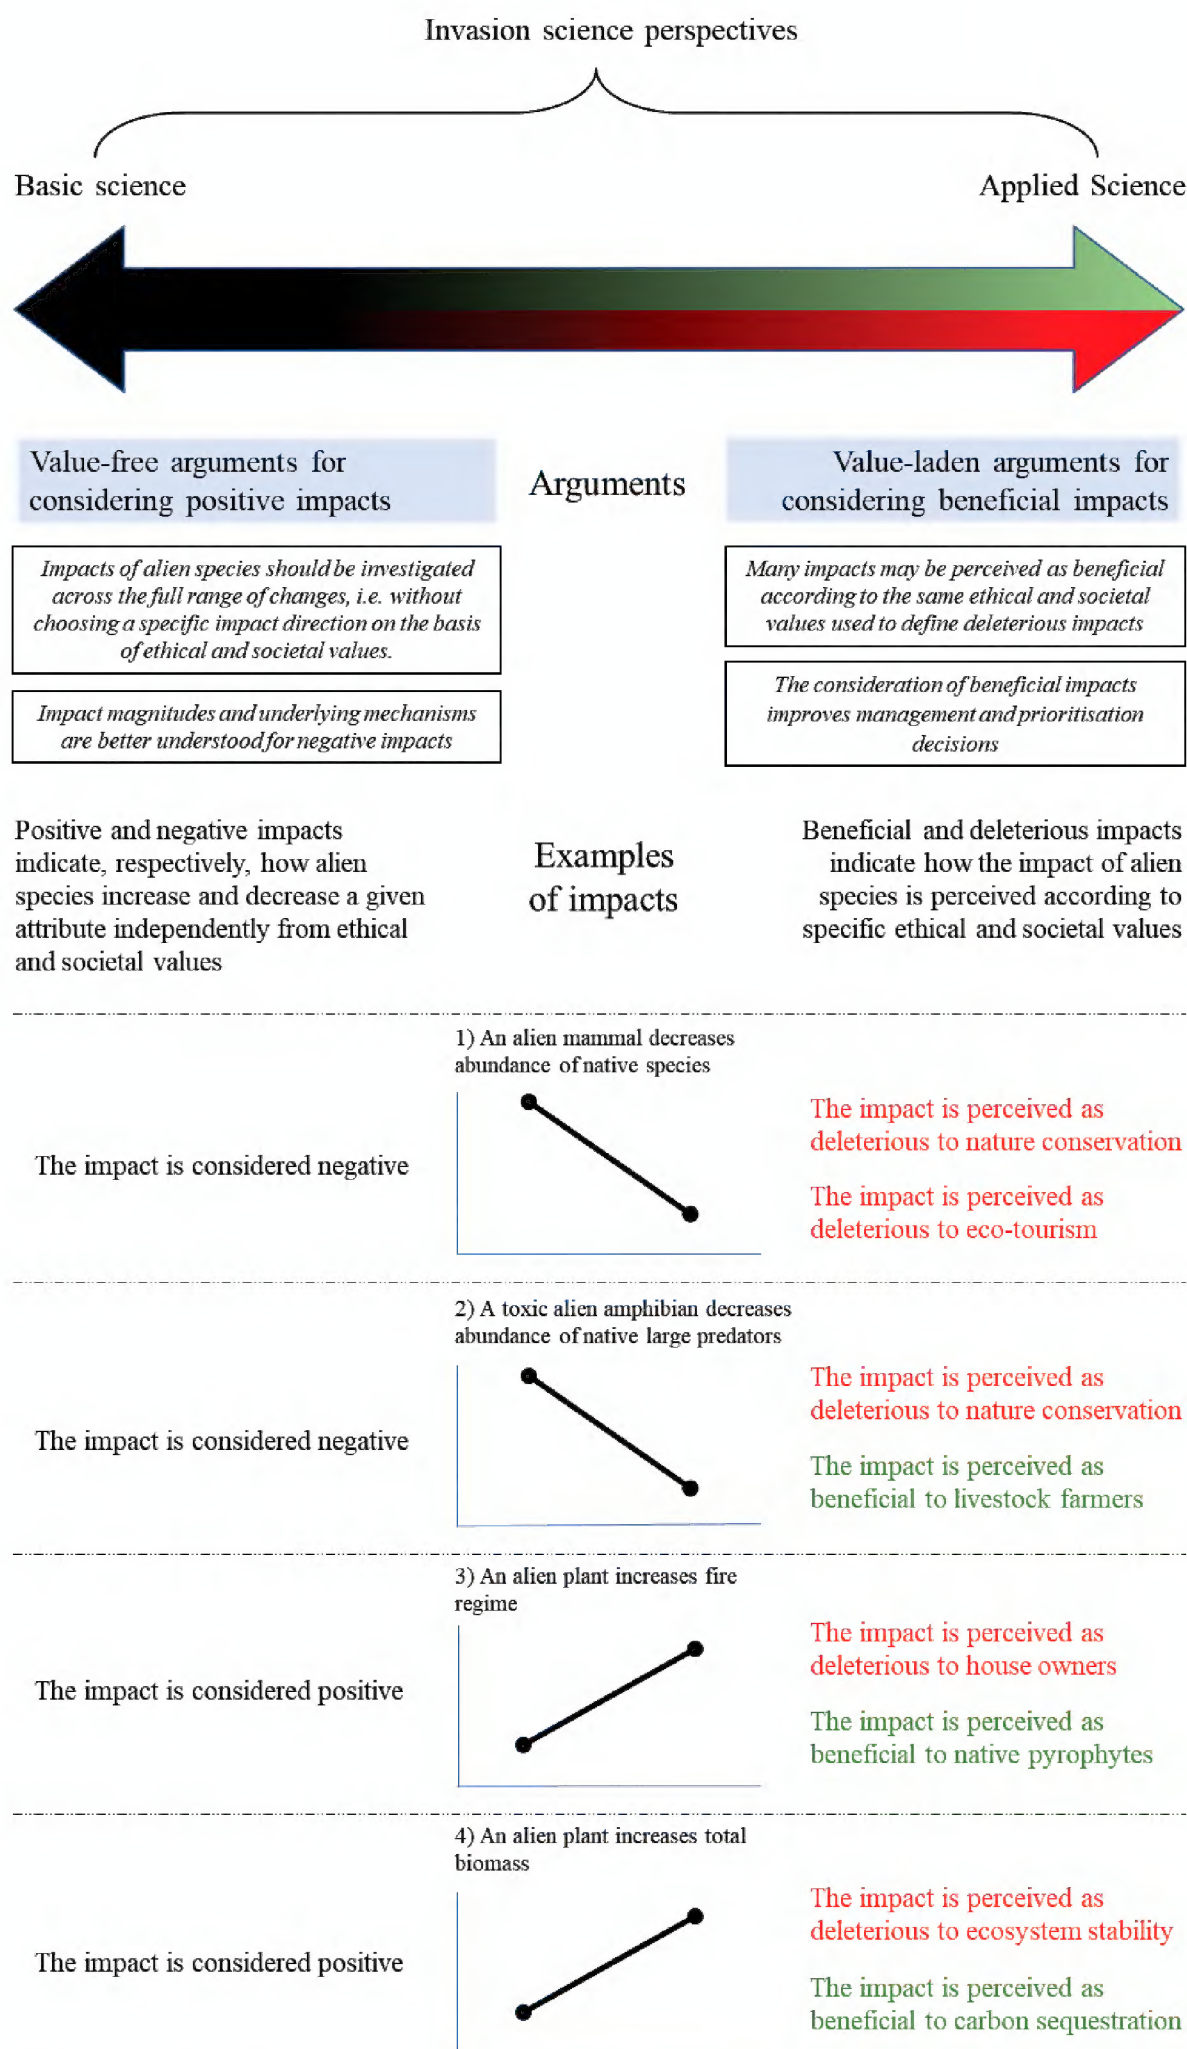 Invasion science perspectives
Basic science
Applied Science
Value-free arguments for
considering positive impacts
Arguments
Value-laden arguments for
considering beneficial impacts
Impacts of alien species should be investigated
across the full range of changes, i.e. without
choosing a specific impact direction on the basis
of ethical and societal values.
Impact magnitudes and underlying mechanisms
are better understood for negative impacts
Many impacts may be perceived as beneficial
according to the same ethical and societal
values used to define deleterious impacts
The consideration of beneficial impacts
improves management and prioritisation
decisions
Positive and negative impacts
indicate, respectively, how alien
species increase and decrease a given
attribute independently from ethical
and societal values
Examples
of impacts
Beneficial and deleterious impacts
indicate how the impact of alien
species is perceived according to
specific ethical and societal values
The impact is considered negative
1) An alien mammal decreases
abundance of native species
The impact is perceived as
deleterious to nature conservation
The impact is perceived as
deleterious to eco-tourism
The impact is considered negative
2) A toxic alien amphibian decreases
abundance of native large predators
The impact is perceived as
deleterious to nature conservation
The impact is perceived as
beneficial to livestock farmers
The impact is considered positive
3) An alien plant increases fire
regime
The impact is perceived as
deleterious to house owners
The impact is perceived as
beneficial to native pyrophytes
The impact is considered positive
4) An alien plant increases total
biomass
The impact is perceived as
deleterious to ecosystem stability
The impact is perceived as
beneficial to carbon sequestration